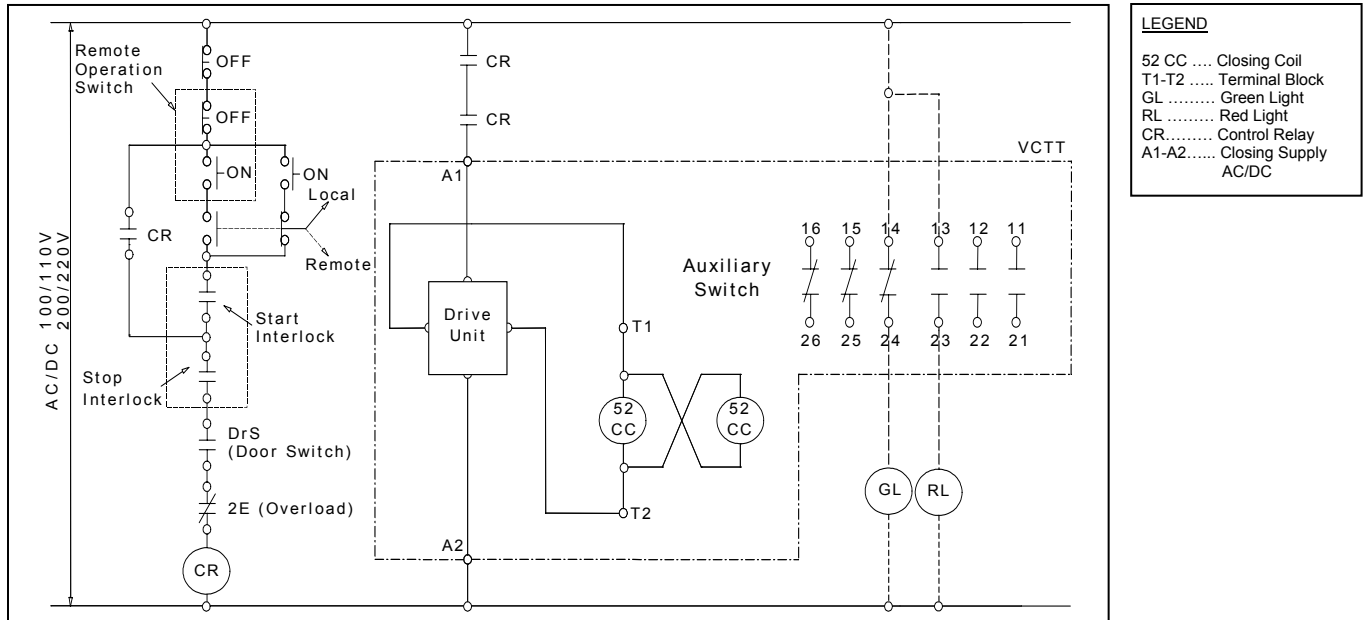 Remote
Operation
Switch
OFF
OFF
ON
ON
Local
CR
Remote
Start
Interlock
Stop
Interlock
DrS
(Door Switch)
2E (Overload)
CR
AC/DC 100/110V
200/220V
CR
CR
VCTT
A1
Drive
Unit
T1
52
CC
52
CC
T2
A2
Auxiliary
Switch
16 15 14 13 12 11
26 25 24 23 22 21
GL RL
LEGEND
52 CC .... Closing Coil
T1-T2 ..... Terminal Block
GL ......... Green Light
RL ......... Red Light
CR......... Control Relay
A1-A2...... Closing Supply
AC/DC